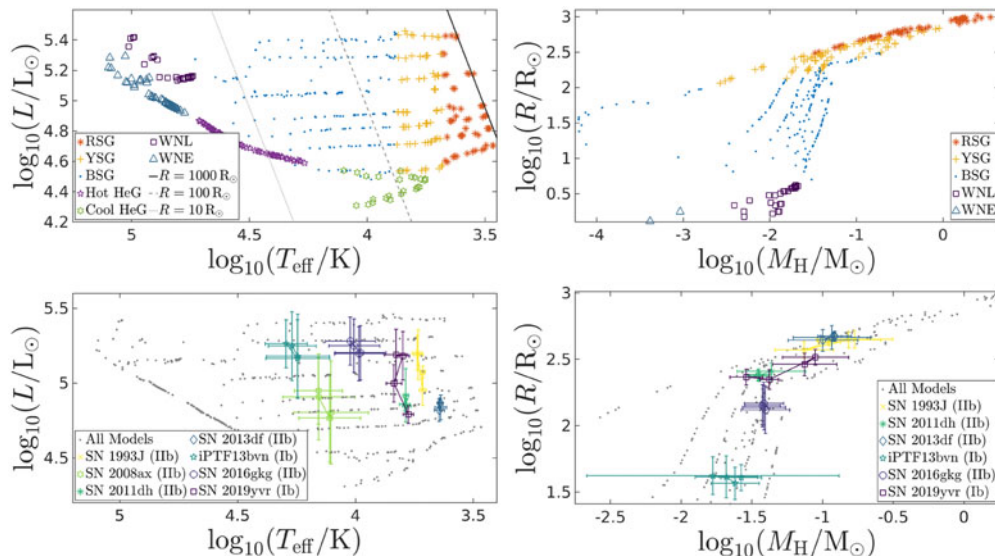 5.4
5.2
5
4.8
4.6
4.4
4.2
log₁₀(L/L⊙)
RSG
YSG
BSG
Hot HeG
Cool HeG
WNL
WNE
R = 1000 R⊙
R = 100 R⊙
R = 10 R⊙
5
4.5
4
3.5
log₁₀(T_eff/K)
3
2.5
2
1.5
1
0.5
log₁₀(R/R⊙)
RSG
YSG
BSG
WNL
WNE
-4
-3
-2
-1
0
log₁₀(M_H/M⊙)
5.5
5
4.5
log₁₀(L/L⊙)
All Models
SN 1993J (IIb)
SN 2008ax (IIb)
SN 2011dh (IIb)
SN 2013df (IIb)
iPTF13bvn (Ib)
SN 2016gkg (IIb)
SN 2019yvr (Ib)
5
4.5
4
3.5
log₁₀(T_eff/K)
3
2.5
2
1.5
log₁₀(R/R⊙)
All Models
SN 1993J (IIb)
SN 2011dh (IIb)
SN 2013df (IIb)
iPTF13bvn (Ib)
SN 2016gkg (IIb)
SN 2019yvr (Ib)
-2.5
-2
-1.5
-1
-0.5
0
log₁₀(M_H/M⊙)